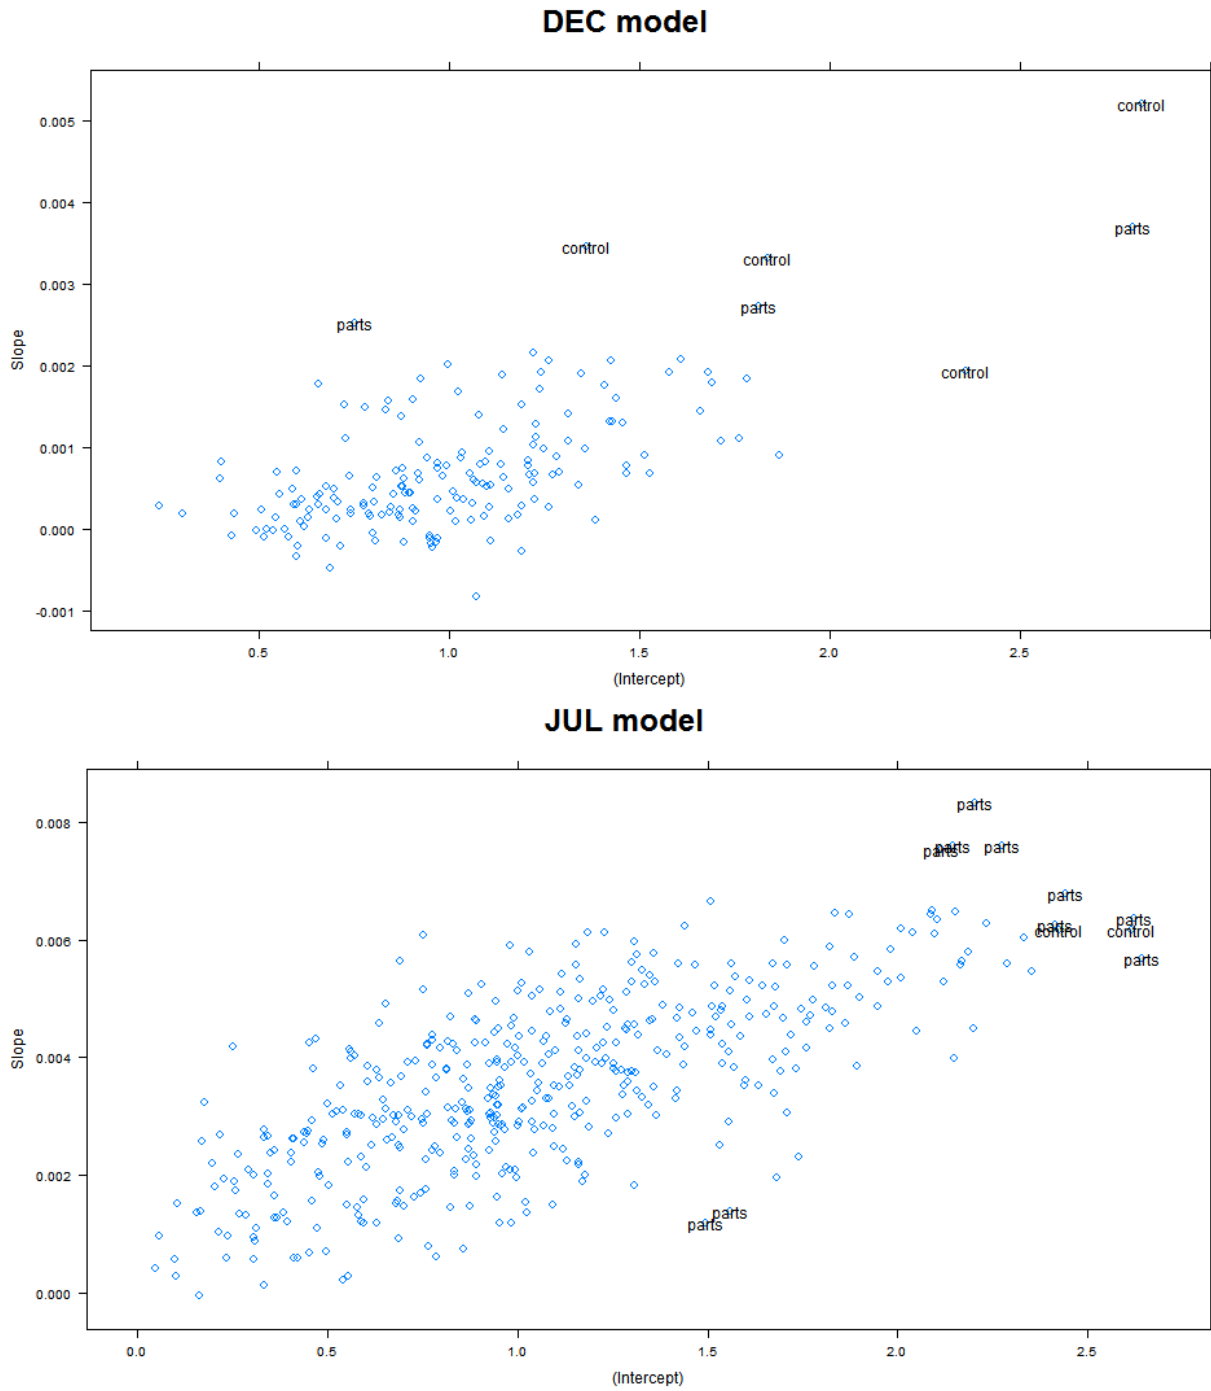 DEC model
control
0.005
0.004
parts
control
control
0.003
parts
parts
Slope
0.002
control
0.001
0.000
-0.001
0.5 1.0 1.5 2.0 2.5
(Intercept)
JUL model
parts
0.008
parts parts parts
parts
parts parts
0.006
control control
parts
Slope
0.004
0.002
parts
parts
0.000
0.0 0.5 1.0 1.5 2.0 2.5
(Intercept)